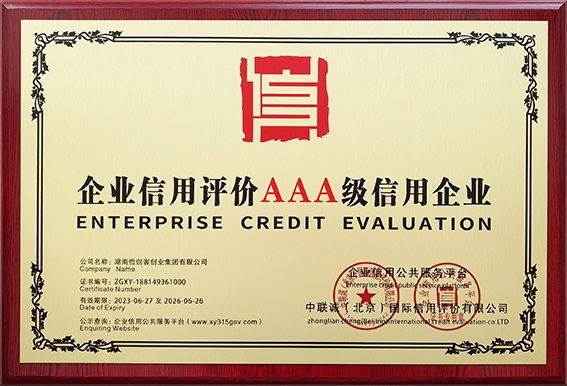 信
企业信用评价AAA级信用企业
ENTERPRISE CREDIT EVALUATION
公司名称：湖南怆创客创业集团有限公司
Company Name
证书编号：ZGXY-188149361000
Certificate Number
有效期限：2023-06-27 至 2026-06-26
Date of Expiry
公示查询：企业信用公共服务平台（www.xy315gov.com）
Enquiring Website
企业信用公共服务平台
Enterprise credit public service platform
中联诚（北京）国际信用评价有限公司
zhonglian cheng(Beijing)international credit evaluation co.LTD